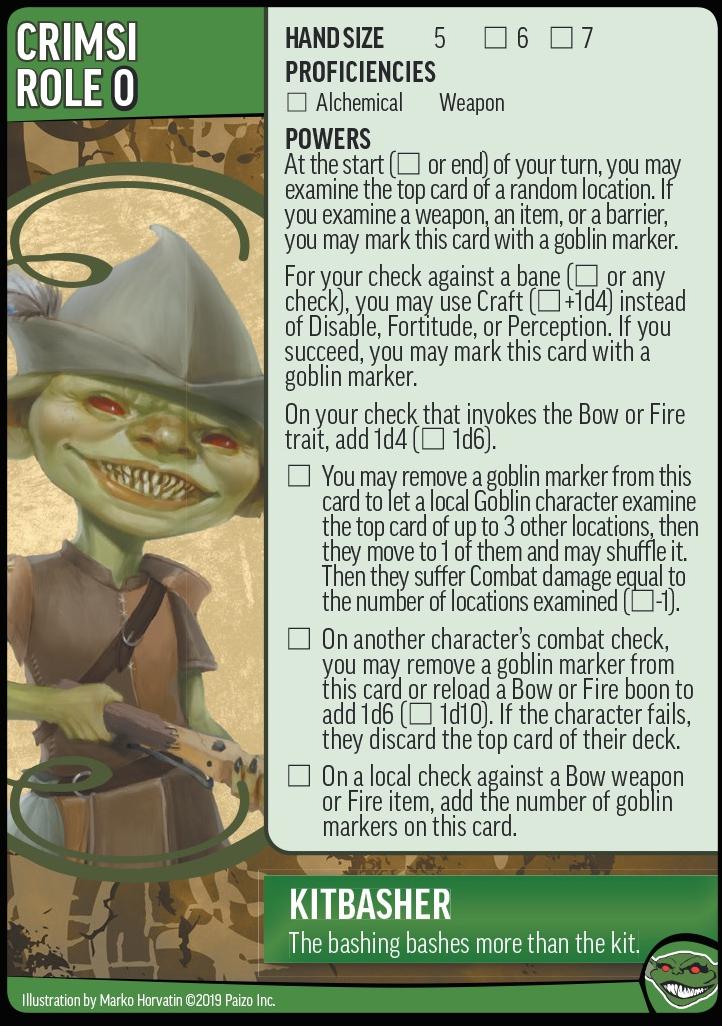 CRIMSI
ROLE 0
HAND SIZE 5 ☐ 6 ☐ 7
PROFICIENCIES
☐ Alchemical Weapon
POWERS
At the start (☐ or end) of your turn, you may
examine the top card of a random location. If
you examine a weapon, an item, or a barrier,
you may mark this card with a goblin marker.
For your check against a bane (☐ or any
check), you may use Craft (☐ +1d4) instead
of Disable, Fortitude, or Perception. If you
succeed, you may mark this card with a
goblin marker.
On your check that invokes the Bow or Fire
trait, add 1d4 (☐ 1d6).
☐ You may remove a goblin marker from this
card to let a local Goblin character examine
the top card of up to 3 other locations, then
they move to 1 of them and may shuffle it.
Then they suffer Combat damage equal to
the number of locations examined (☐-1).
☐ On another character's combat check,
you may remove a goblin marker from
this card or reload a Bow or Fire boon to
add 1d6 (☐ 1d10). If the character fails,
they discard the top card of their deck.
☐ On a local check against a Bow weapon
or Fire item, add the number of goblin
markers on this card.
KITBASHER
The bashing bashes more than the kit.
Illustration by Marko Horvatin ©2019 Paizo Inc.